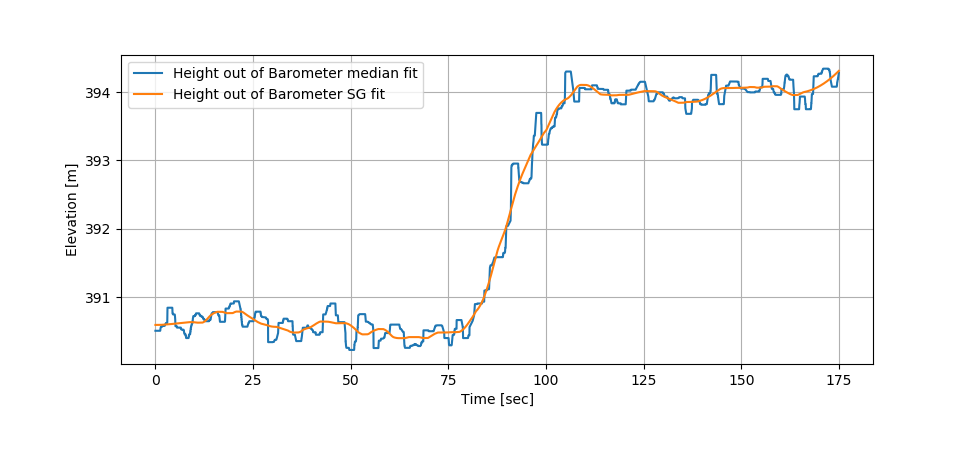 Height out of Barometer median fit
Height out of Barometer SG fit
394
393
392
391
Elevation [m]
0 25 50 75 100 125 150 175
Time [sec]